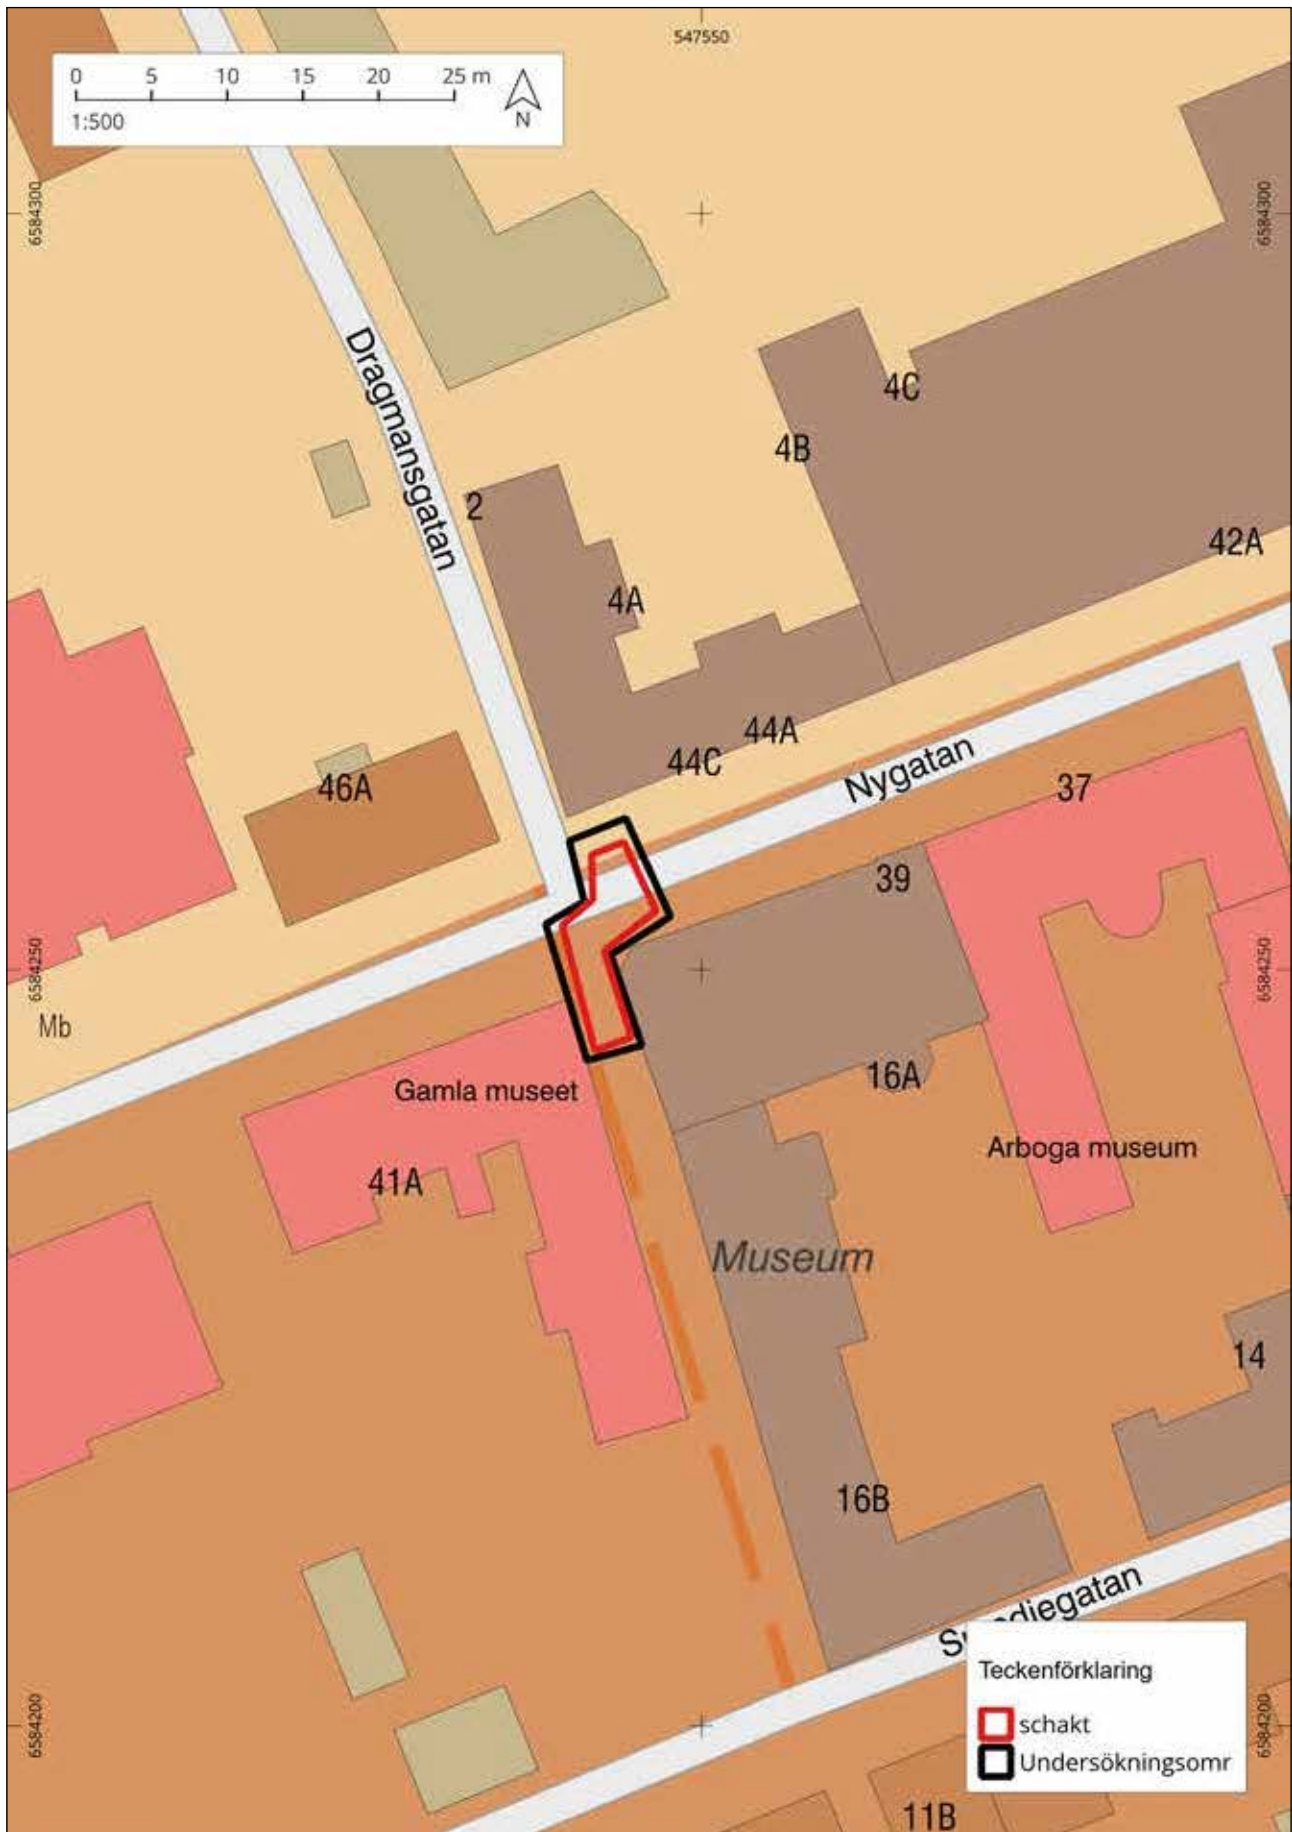 547550
0 5 10 15 20 25 m
N
1:500
6584300
6584300
Dragmansgatan
4C
4B
2
42A
4A
44A
44C
Nygatan
46A
37
39
6584250
6584250
Mb
16A
Gamla museet
Arboga museum
41A
Museum
14
16B
Teckenförklaring
schakt
Undersökningsomr
6584200
6584200
11B